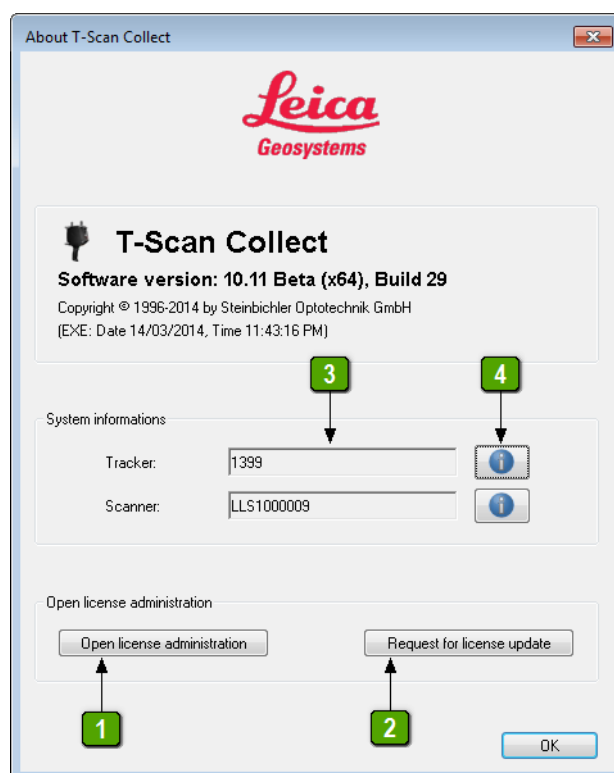 About T-Scan Collect
Leica
Geosystems
T-Scan Collect
Software version: 10.11 Beta (x64), Build 29
Copyright © 1996-2014 by Steinbichler Optotechnik GmbH
(EXE: Date 14/03/2014, Time 11:43:16 PM)
3 4
System informations
Tracker: 1399
Scanner: LLS1000009
Open license administration
Open license administration Request for license update
1 2
OK